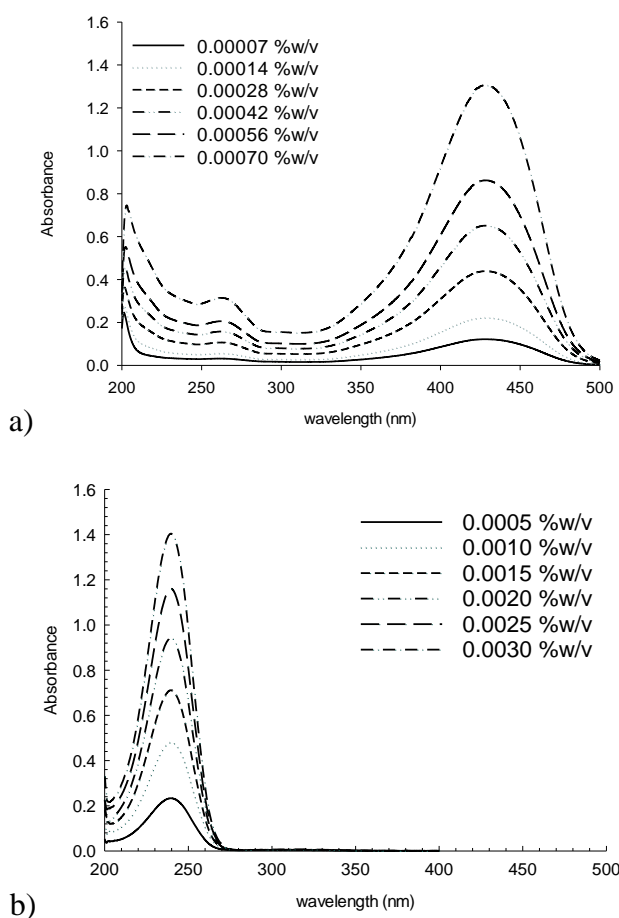 1.6
0.00007 %w/v
1.4
0.00014 %w/v
0.00028 %w/v
1.2
0.00042 %w/v
0.00056 %w/v
1.0
0.00070 %w/v
0.8
0.6
0.4
0.2
0.0
Absorbance
200 250 300 350 400 450 500
wavelength (nm)
a)
1.6
0.0005 %w/v
1.4
0.0010 %w/v
0.0015 %w/v
1.2
0.0020 %w/v
0.0025 %w/v
1.0
0.0030 %w/v
0.8
0.6
0.4
0.2
0.0
Absorbance
200 250 300 350 400 450 500
wavelength (nm)
b)